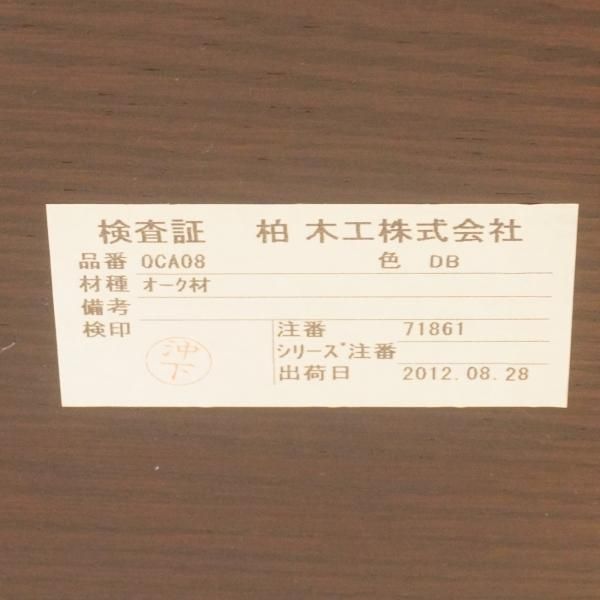 検査証 柏木工株式会社
品番 OCA08 色 DB
材種 オーク材
備考
検印 注番 71861
沖下
シリーズ注番
出荷日 2012.08.28